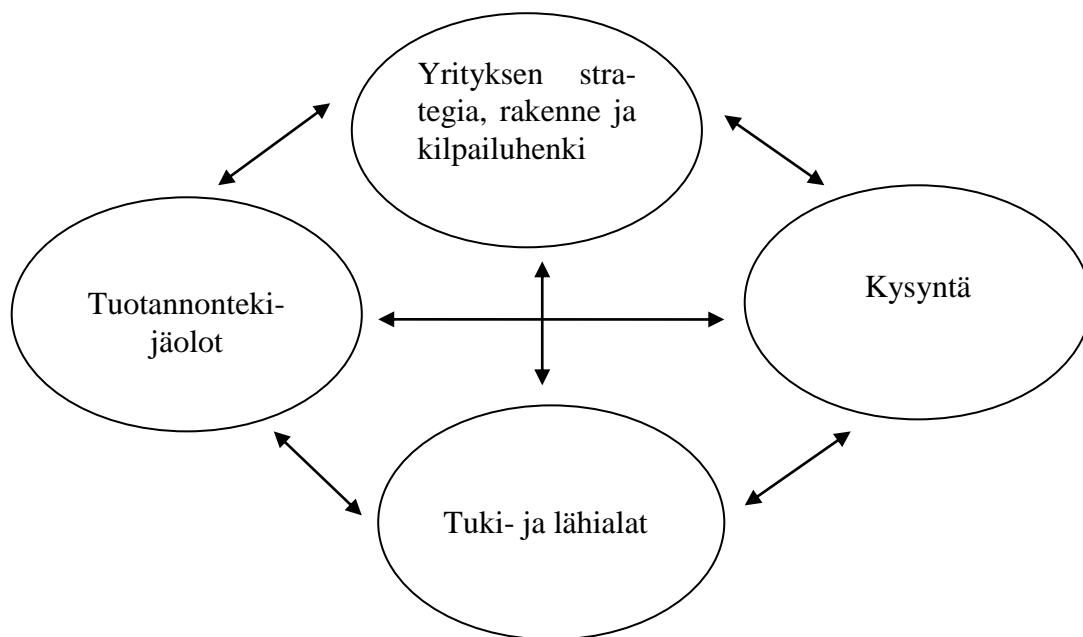 Yrityksen stra-
tegia, rakenne ja
kilpailuhenki
Tuotannonteki-
jäolot
Kysyntä
Tuki- ja lähialat